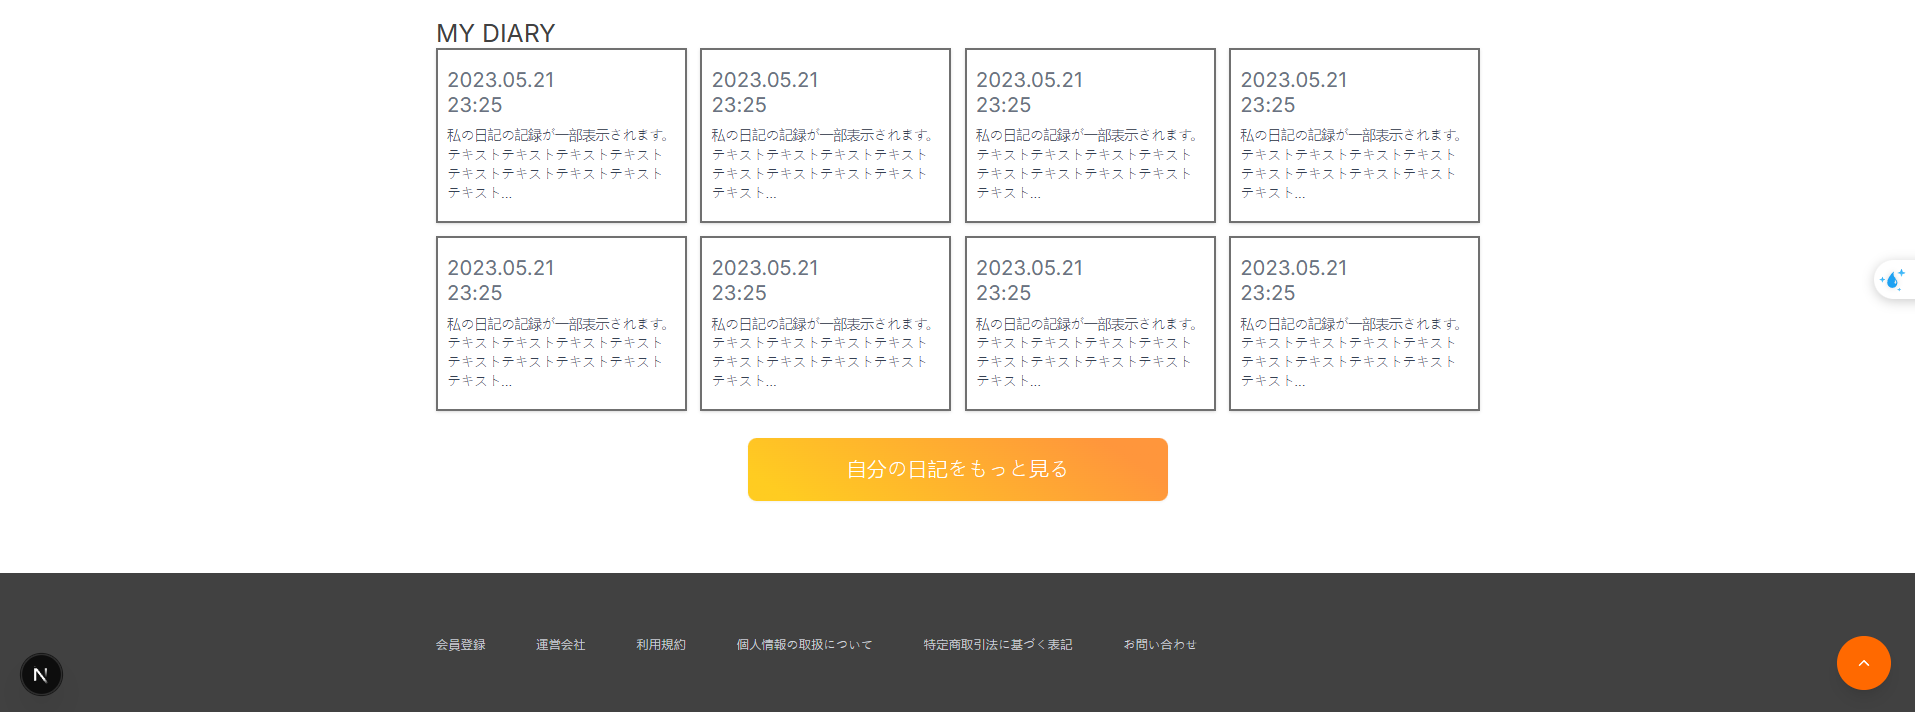 MY DIARY
2023.05.21
23:25
私の日記の記録が一部表示されます。
テキストテキストテキストテキスト
テキストテキストテキストテキスト
テキスト...
2023.05.21
23:25
私の日記の記録が一部表示されます。
テキストテキストテキストテキスト
テキストテキストテキストテキスト
テキスト...
2023.05.21
23:25
私の日記の記録が一部表示されます。
テキストテキストテキストテキスト
テキストテキストテキストテキスト
テキスト...
2023.05.21
23:25
私の日記の記録が一部表示されます。
テキストテキストテキストテキスト
テキストテキストテキストテキスト
テキスト...
2023.05.21
23:25
私の日記の記録が一部表示されます。
テキストテキストテキストテキスト
テキストテキストテキストテキスト
テキスト...
2023.05.21
23:25
私の日記の記録が一部表示されます。
テキストテキストテキストテキスト
テキストテキストテキストテキスト
テキスト...
2023.05.21
23:25
私の日記の記録が一部表示されます。
テキストテキストテキストテキスト
テキストテキストテキストテキスト
テキスト...
2023.05.21
23:25
私の日記の記録が一部表示されます。
テキストテキストテキストテキスト
テキストテキストテキストテキスト
テキスト...
自分の日記をもっと見る
会員登録 運営会社 利用規約 個人情報の取扱について 特定商取引法に基づく表記 お問い合わせ
N